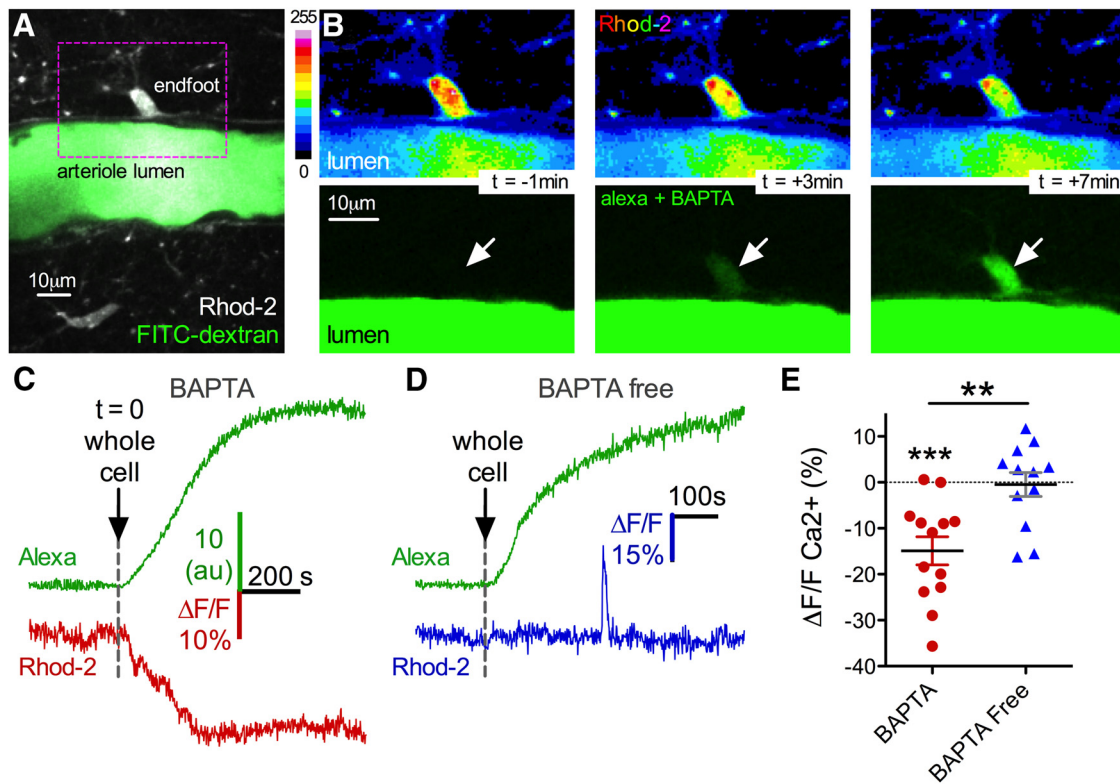 A
255
0
endfoot
arteriole lumen
10μm
Rhod-2
FITC-dextran
B
Rhod-2
lumen
t = -1min
t = +3min
t = +7min
10μm
alexa + BAPTA
lumen
C
BAPTA
t = 0
whole
cell
Alexa
10
(au)
200 s
ΔF/F
10%
Rhod-2
D
BAPTA free
whole
cell
100s
ΔF/F
15%
Alexa
Rhod-2
E
**
***
ΔF/F Ca2+ (%)
10
0
-10
-20
-30
-40
BAPTA
BAPTA Free